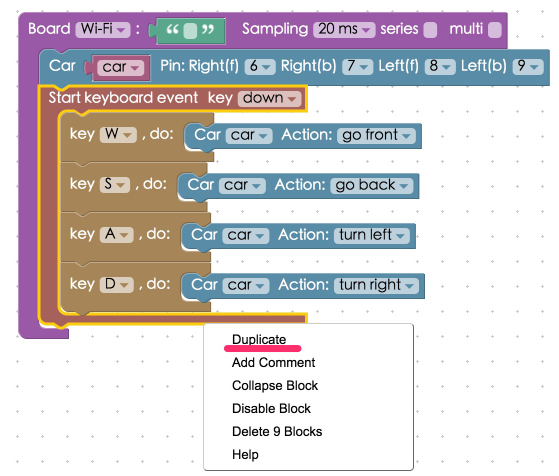 Board Wi-Fi : “ ” Sampling 20 ms series multi
Car car Pin: Right(f) 6 Right(b) 7 Left(f) 8 Left(b) 9
Start keyboard event key down
key W , do: Car car Action: go front
key S , do: Car car Action: go back
key A , do: Car car Action: turn left
key D , do: Car car Action: turn right
Duplicate
Add Comment
Collapse Block
Disable Block
Delete 9 Blocks
Help